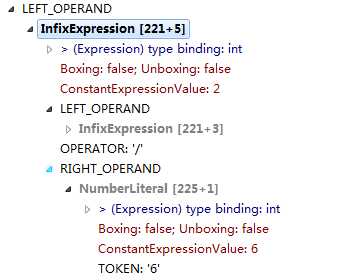 LEFT_OPERAND
InfixExpression [221+5]
> (Expression) type binding: int
Boxing: false; Unboxing: false
ConstantExpressionValue: 2
LEFT_OPERAND
InfixExpression [221+3]
OPERATOR: '/'
RIGHT_OPERAND
NumberLiteral [225+1]
> (Expression) type binding: int
Boxing: false; Unboxing: false
ConstantExpressionValue: 6
TOKEN: '6'